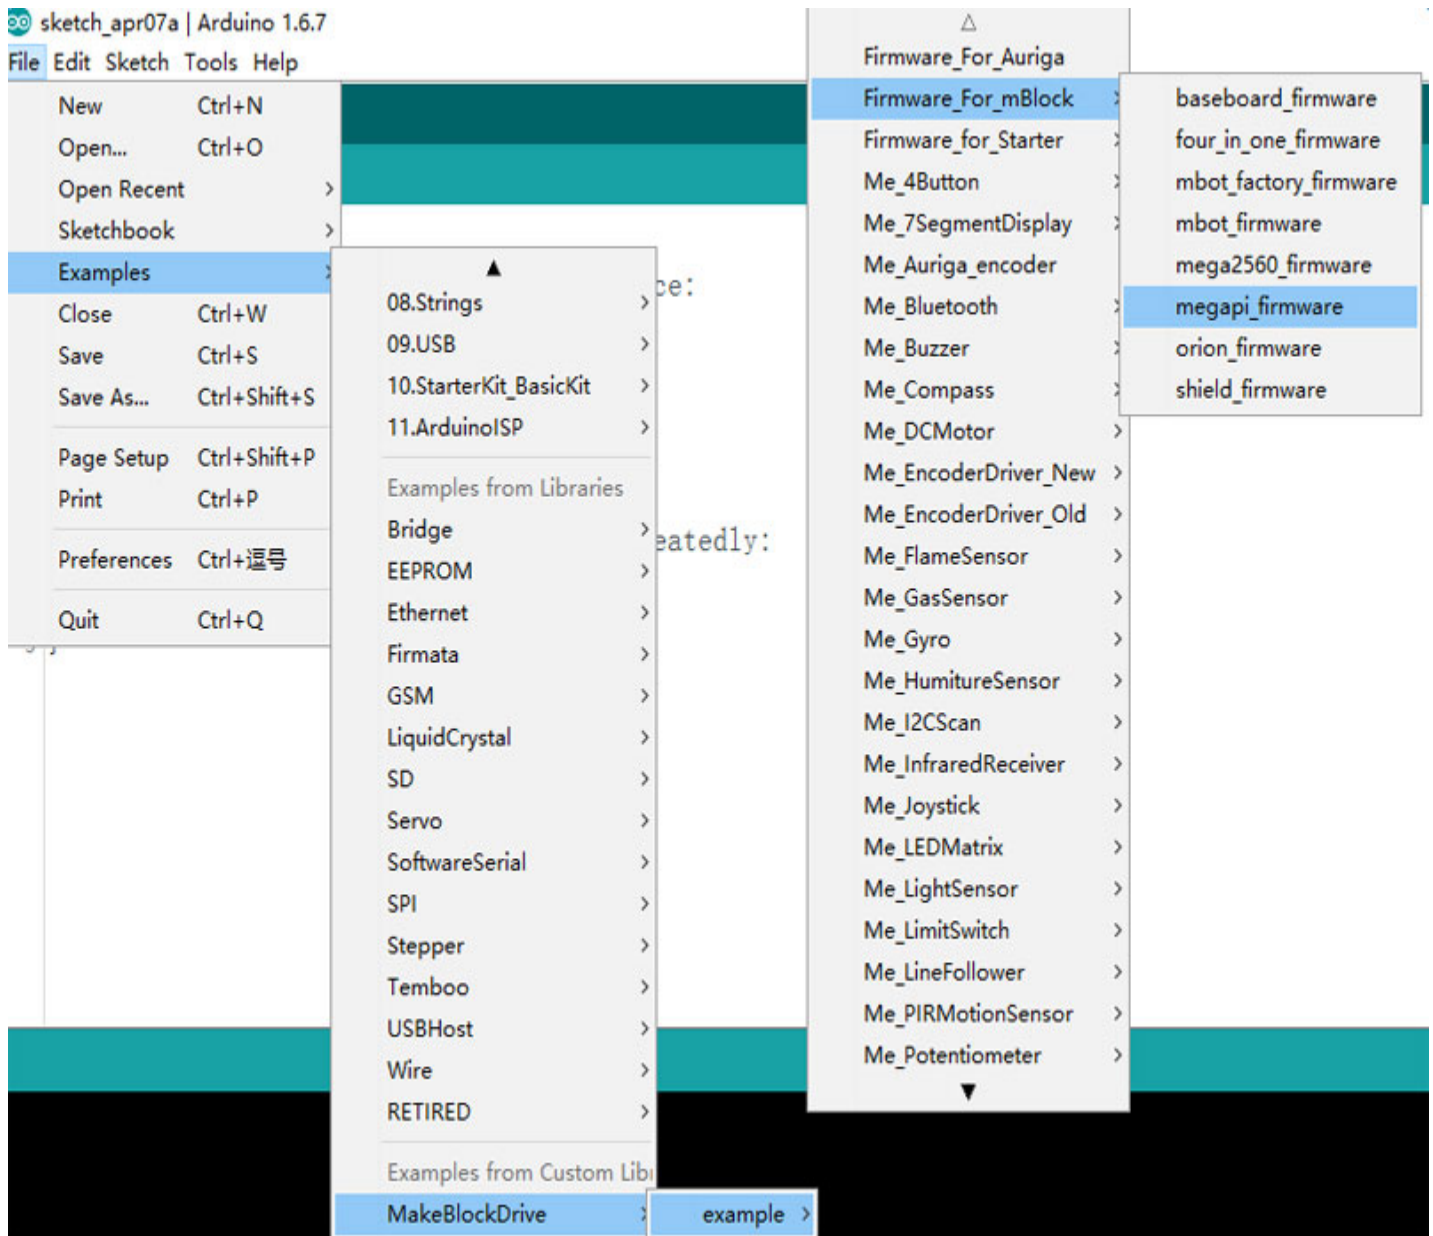 sketch_apr07a | Arduino 1.6.7
File Edit Sketch Tools Help
New Ctrl+N
Open... Ctrl+O
Open Recent
Sketchbook
Examples
Close Ctrl+W
Save Ctrl+S
Save As... Ctrl+Shift+S
Page Setup Ctrl+Shift+P
Print Ctrl+P
Preferences Ctrl+逗号
Quit Ctrl+Q
08.Strings
09.USB
10.StarterKit_BasicKit
11.ArduinoISP
Examples from Libraries
Bridge
EEPROM
Ethernet
Firmata
GSM
LiquidCrystal
SD
Servo
SoftwareSerial
SPI
Stepper
Temboo
USBHost
Wire
RETIRED
Examples from Custom Lib
MakeBlockDrive
example
ce:
eatedly:
}
Firmware_For_Auriga
Firmware_For_mBlock
Firmware_for_Starter
Me_4Button
Me_7SegmentDisplay
Me_Auriga_encoder
Me_Bluetooth
Me_Buzzer
Me_Compass
Me_DCMotor
Me_EncoderDriver_New
Me_EncoderDriver_Old
Me_FlameSensor
Me_GasSensor
Me_Gyro
Me_HumitureSensor
Me_I2CScan
Me_InfraredReceiver
Me_Joystick
Me_LEDMatrix
Me_LightSensor
Me_LimitSwitch
Me_LineFollower
Me_PIRMotionSensor
Me_Potentiometer
baseboard_firmware
four_in_one_firmware
mbot_factory_firmware
mbot_firmware
mega2560_firmware
megapi_firmware
orion_firmware
shield_firmware